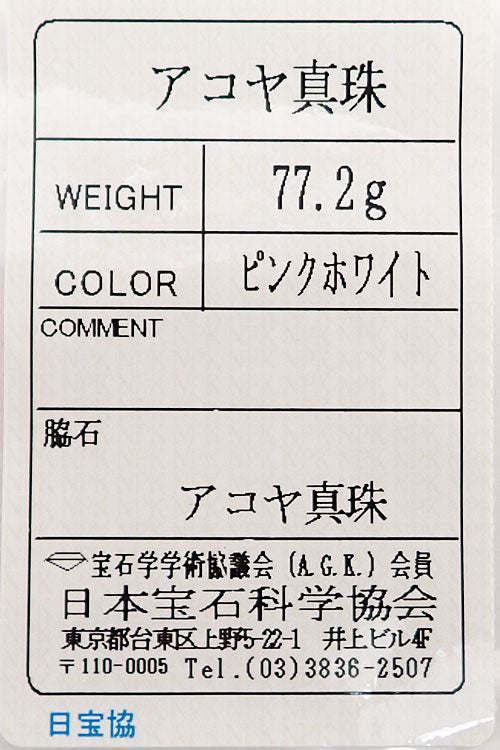 アコヤ真珠
WEIGHT 77.2g
COLOR ピンクホワイト
COMMENT
脇石
アコヤ真珠
宝石学学術協議会 (A.G.K.) 会員
日本宝石科学協会
東京都台東区上野5-22-1 井上ビル4F
〒110-0005 Tel.(03)3836-2507
日宝協